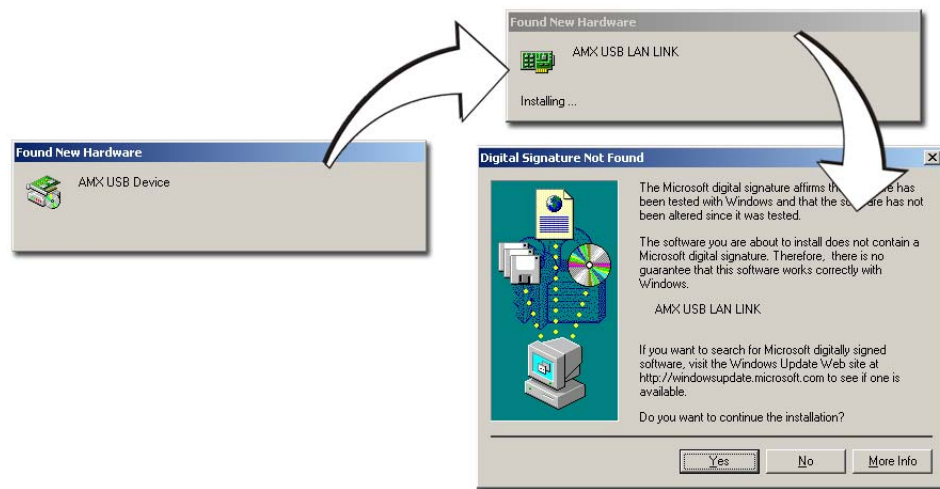 Found New Hardware
AMX USB Device
Found New Hardware
AMX USB LAN LINK
Installing ...
Digital Signature Not Found
The Microsoft digital signature affirms th has
been tested with Windows and that the software has not
been altered since it was tested.
The software you are about to install does not contain a
Microsoft digital signature. Therefore, there is no
guarantee that this software works correctly with
Windows.
AMX USB LAN LINK
If you want to search for Microsoft digitally signed
software, visit the Windows Update Web site at
http://windowsupdate.microsoft.com to see if one is
available.
Do you want to continue the installation?
Yes No More Info